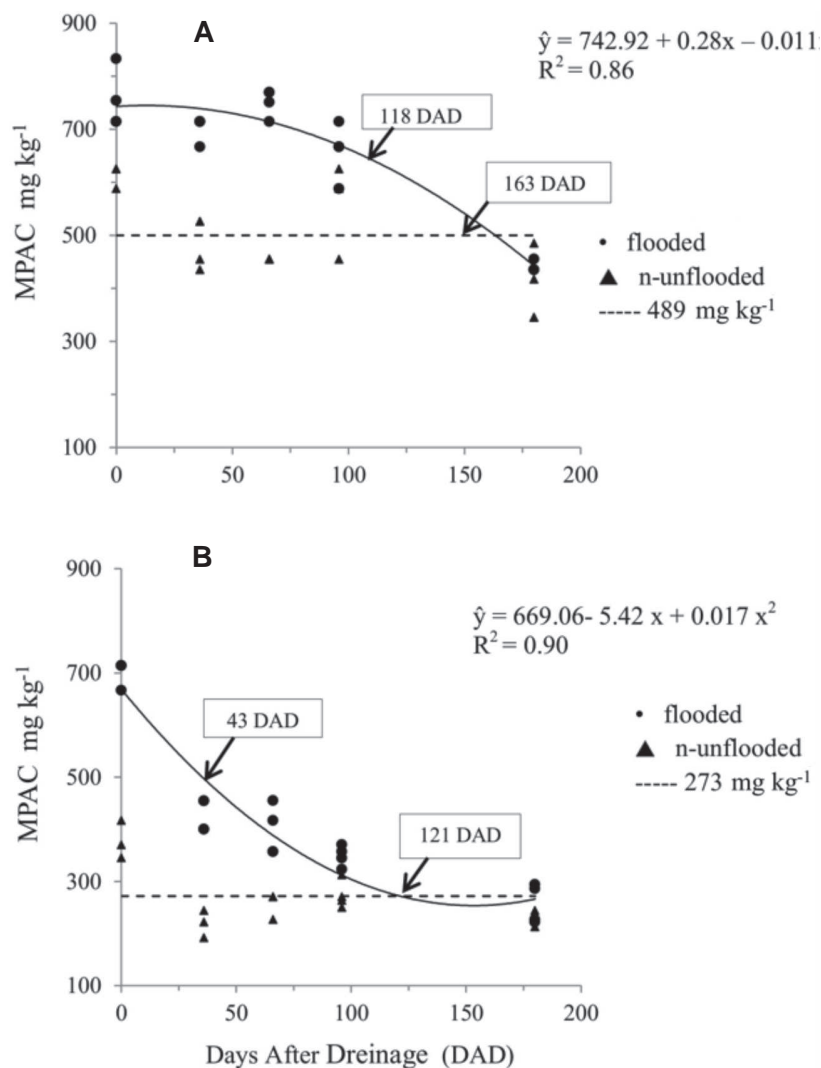 A
ŷ = 742.92 + 0.28x – 0.011
R² = 0.86
900
700
500
300
100
MPAC mg kg⁻¹
118 DAD
163 DAD
flooded
n-unflooded
489 mg kg⁻¹
0 50 100 150 200
B
ŷ = 669.06- 5.42 x + 0.017 x²
R² = 0.90
900
700
500
300
100
MPAC mg kg⁻¹
43 DAD
121 DAD
flooded
n-unflooded
273 mg kg⁻¹
0 50 100 150 200
Days After Dreinage (DAD)